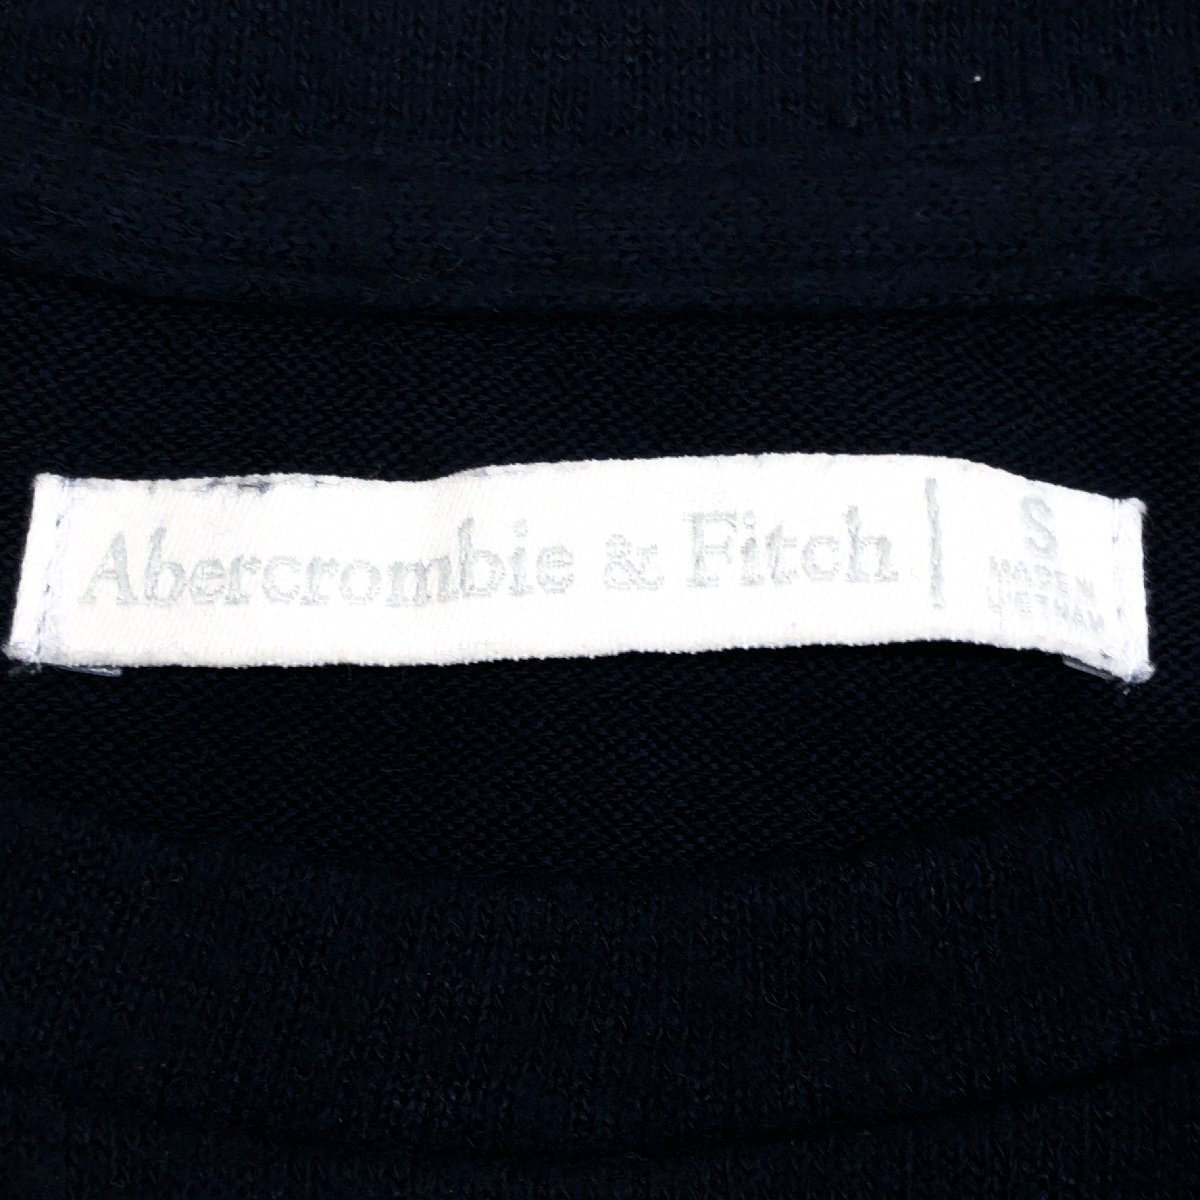 Abercrombie & Fitch | S
MADE IN
VIETNAM